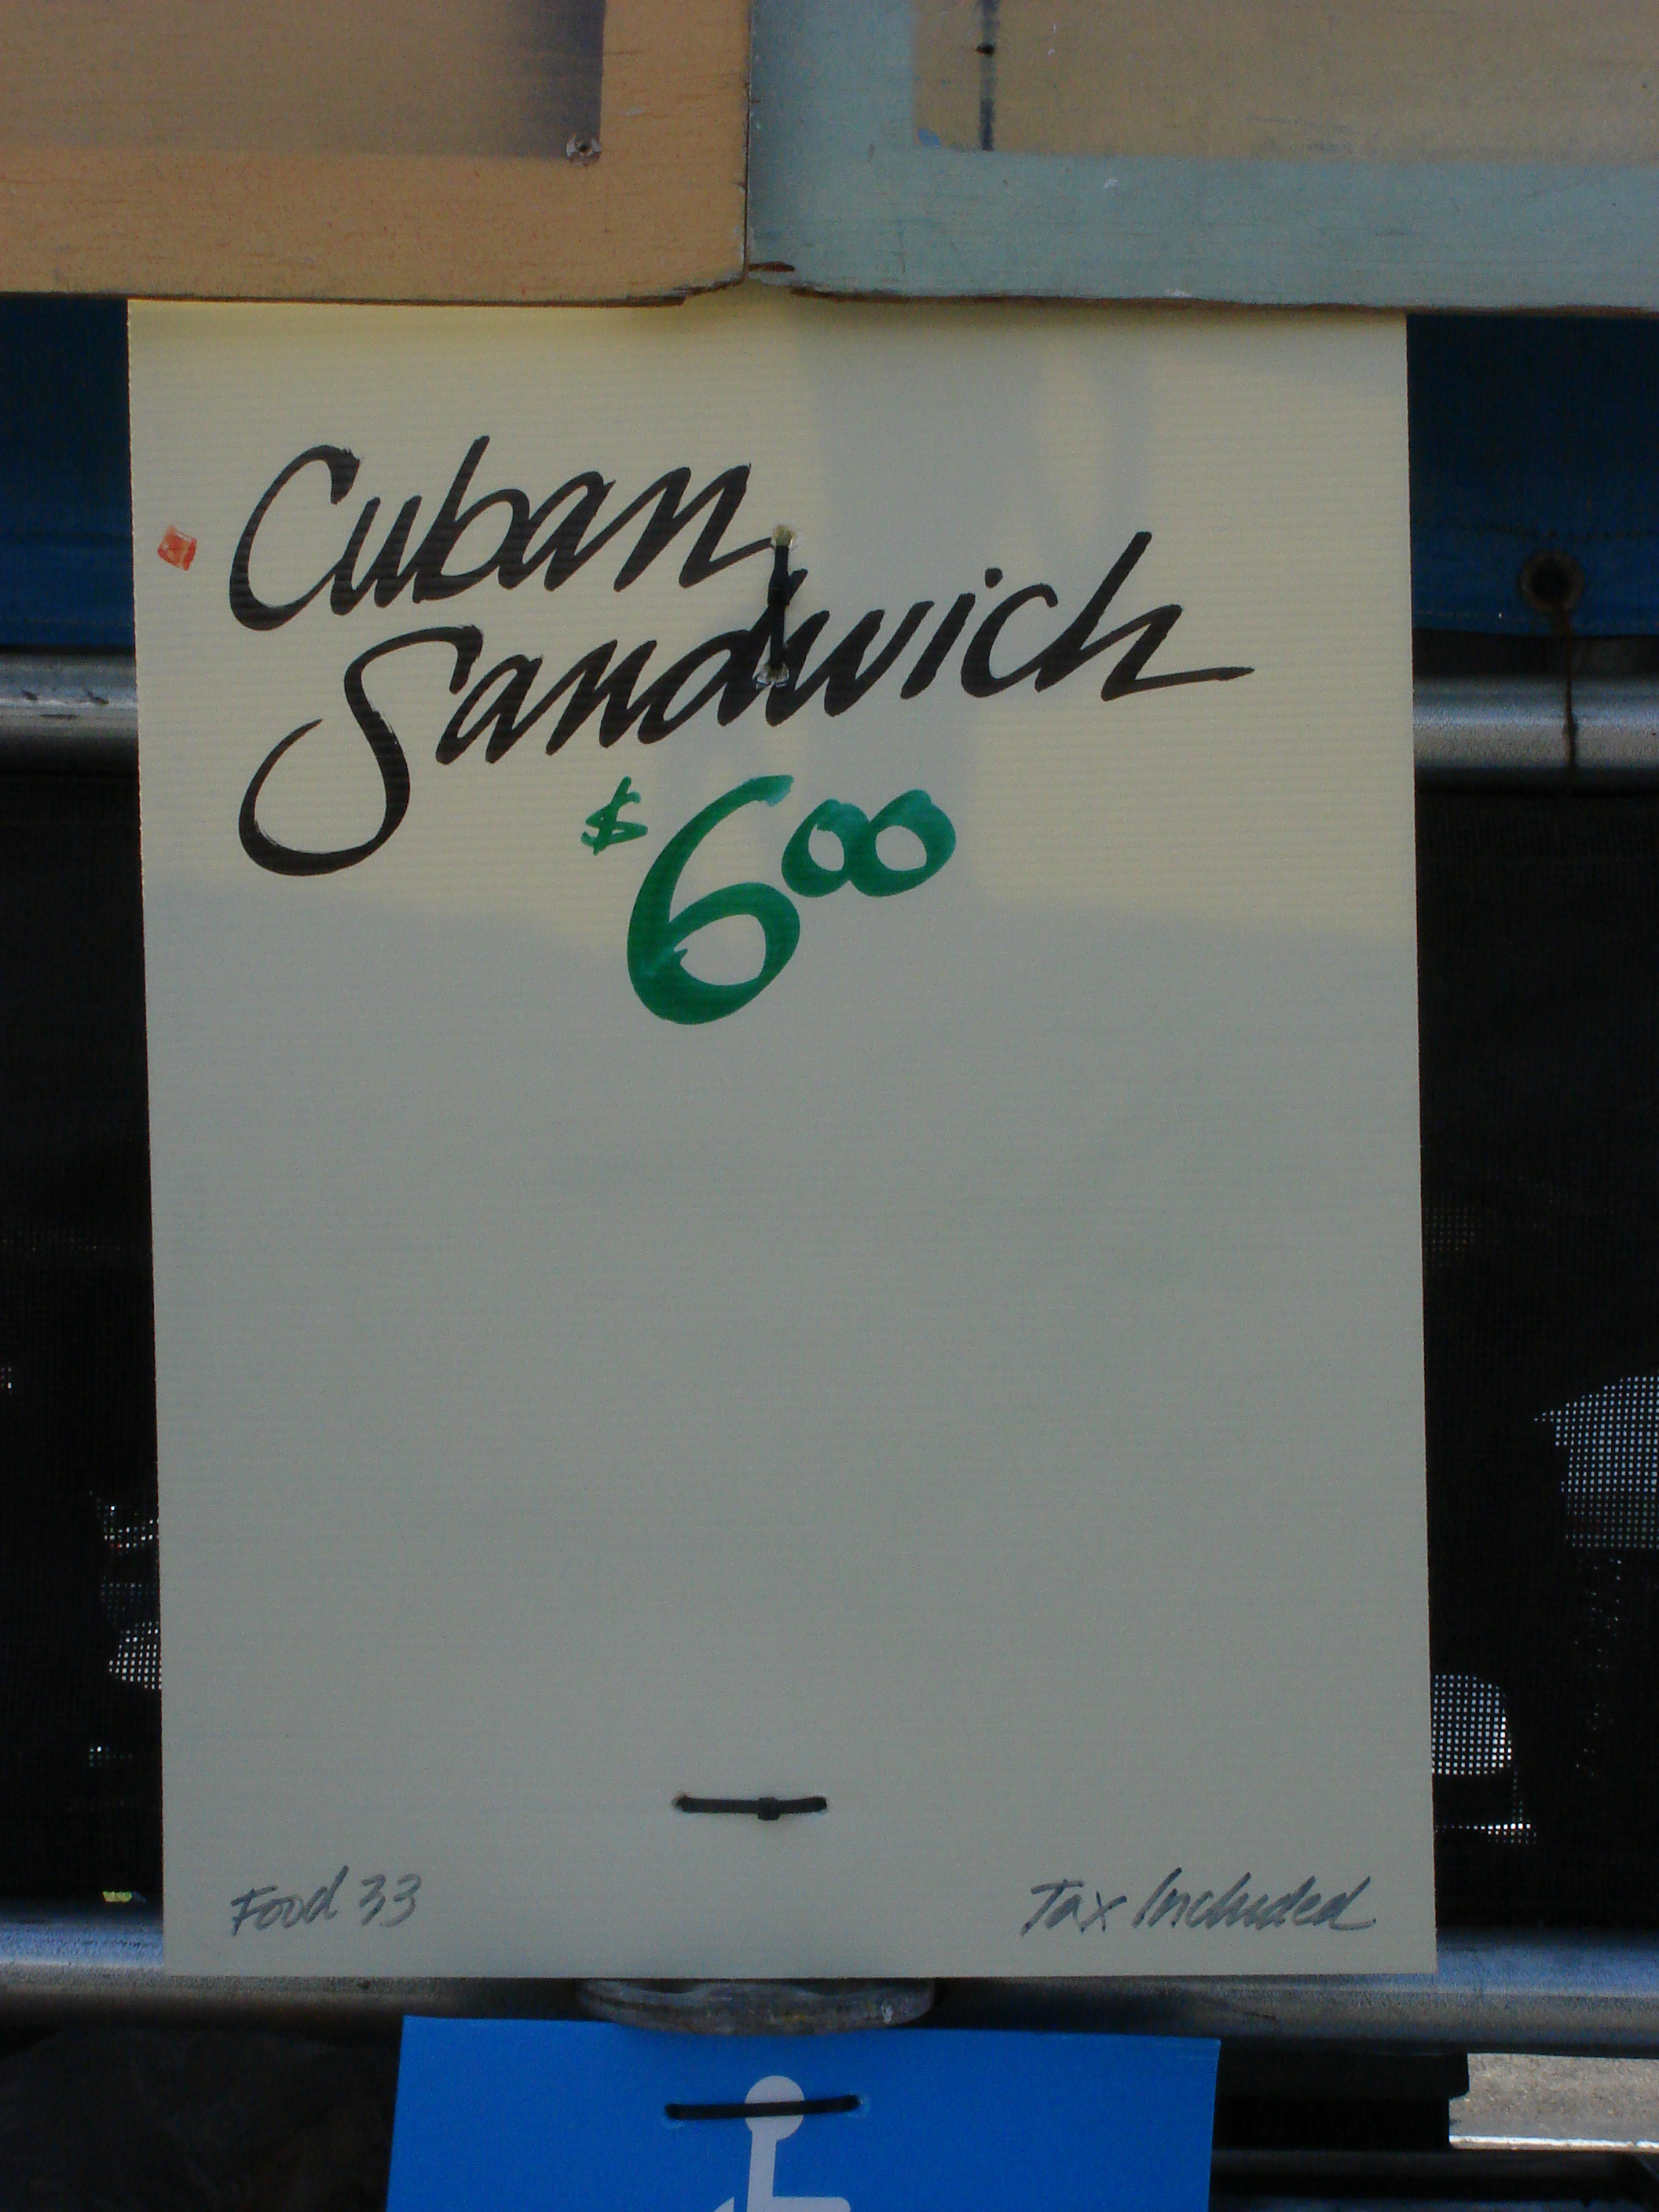 Cuban
Sandwich
$6.00
Food 33
Tax Included